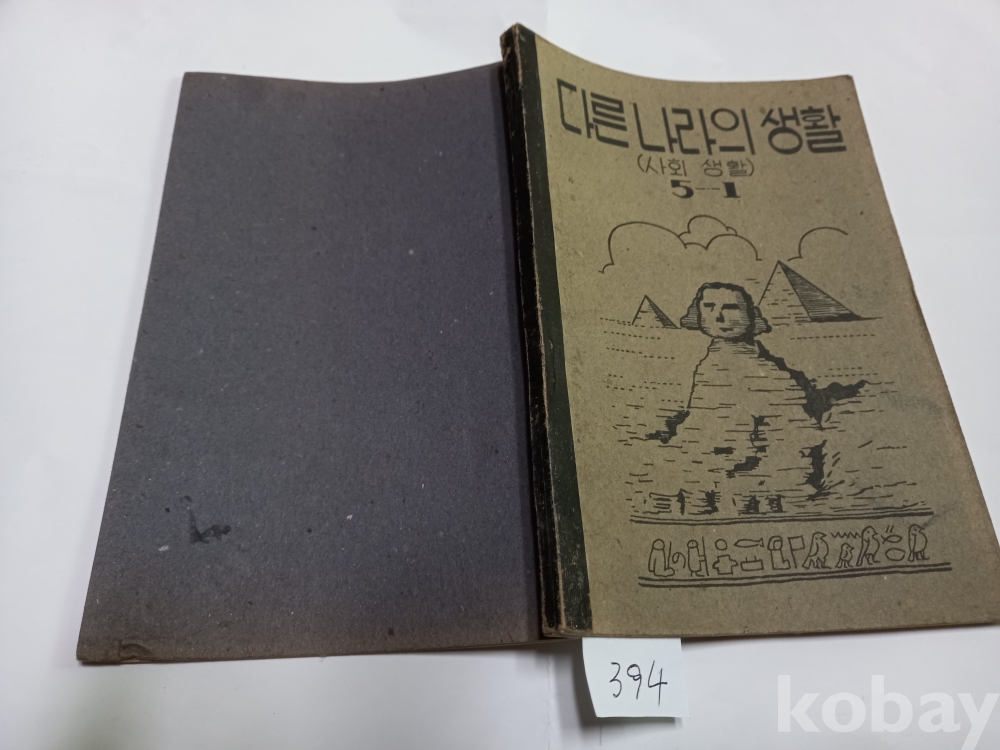 다른 나라의 생활
(사회 생활)
5-1
394
kobay